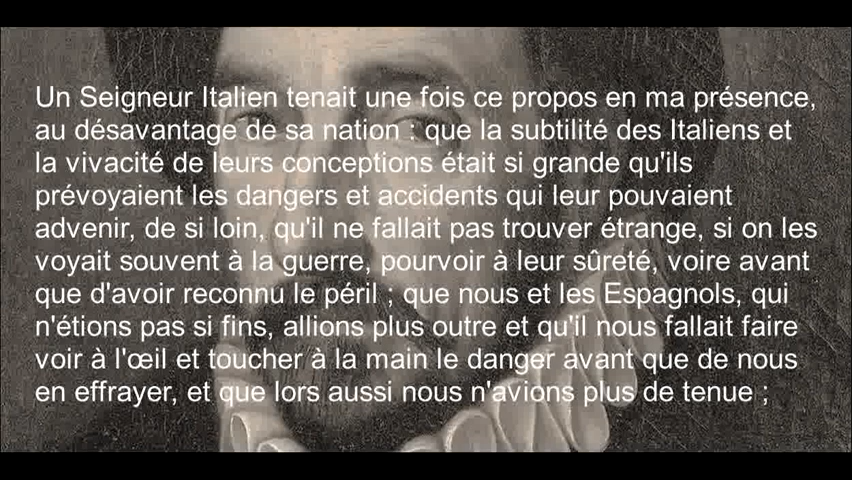 Un Seigneur Italien tenait une fois ce propos en ma présence,
au désavantage de sa nation : que la subtilité des Italiens et
la vivacité de leurs conceptions était si grande qu'ils
prévoyaient les dangers et accidents qui leur pouvaient
advenir, de si loin, qu'il ne fallait pas trouver étrange, si on les
voyait souvent à la guerre, pourvoir à leur sûreté, voire avant
que d'avoir reconnu le péril ; que nous et les Espagnols, qui
n'étions pas si fins, allions plus outre et qu'il nous fallait faire
voir à l'œil et toucher à la main le danger avant que de nous
en effrayer, et que lors aussi nous n'avions plus de tenue ;